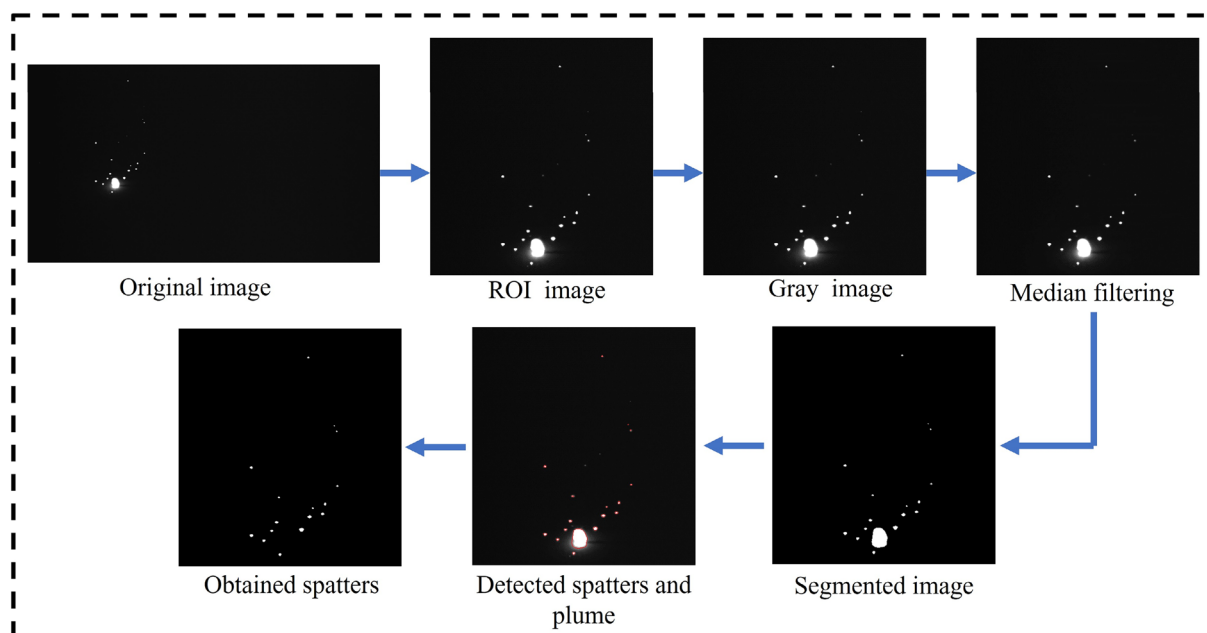 Original image
ROI image
Gray image
Median filtering
Obtained spatters
Detected spatters and
plume
Segmented image